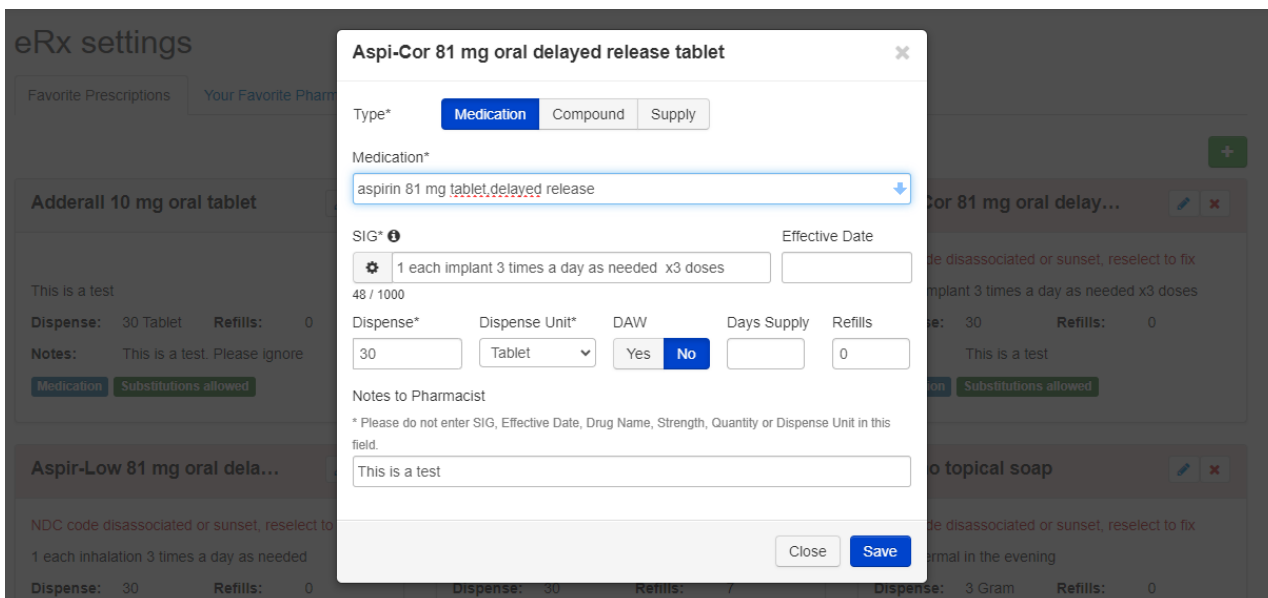 eRx settings
Favorite Prescriptions Your Favorite Pharm
Aspi-Cor 81 mg oral delayed release tablet
Type* Medication Compound Supply
Medication*
aspirin 81 mg tablet,delayed release
SIG* Effective Date
1 each implant 3 times a day as needed x3 doses
48 / 1000
Dispense* Dispense Unit* DAW Days Supply Refills
30 Tablet Yes No 0
Notes to Pharmacist
* Please do not enter SIG, Effective Date, Drug Name, Strength, Quantity or Dispense Unit in this
field.
This is a test
Close Save
Adderall 10 mg oral tablet
This is a test
Dispense: 30 Tablet Refills: 0
Notes: This is a test. Please ignore
Medication Substitutions allowed
Cor 81 mg oral delay…
de disassociated or sunset, reselect to fix
mplant 3 times a day as needed x3 doses
se: 30 Refills: 0
This is a test
ion Substitutions allowed
Aspir-Low 81 mg oral dela…
NDC code disassociated or sunset, reselect to
1 each inhalation 3 times a day as needed
Dispense: 30 Refills: 0
Dispense: 30 Refills: 7
o topical soap
de disassociated or sunset, reselect to fix
ermal in the evening
Dispense: 3 Gram Refills: 0